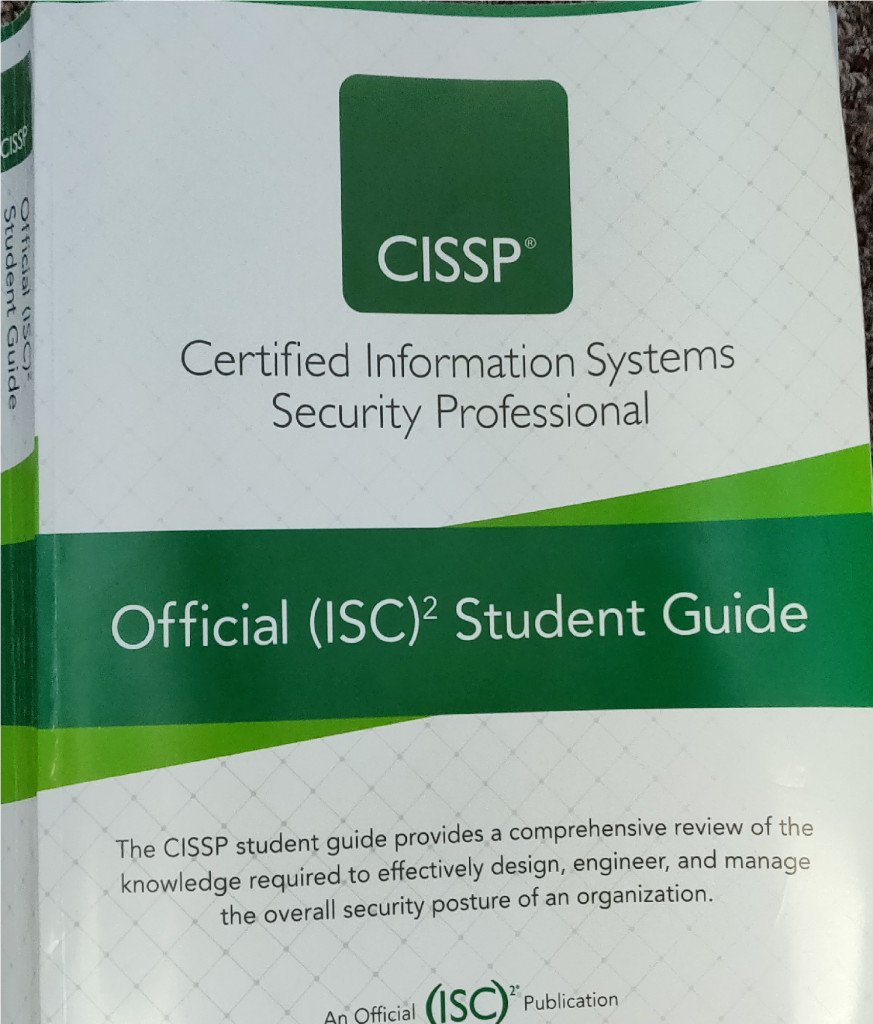 CISSP
Official (ISC)²
Student Guide
CISSP®
Certified Information Systems
Security Professional
Official (ISC)² Student Guide
The CISSP student guide provides a comprehensive review of the
knowledge required to effectively design, engineer, and manage
the overall security posture of an organization.
An Official (ISC)²® Publication